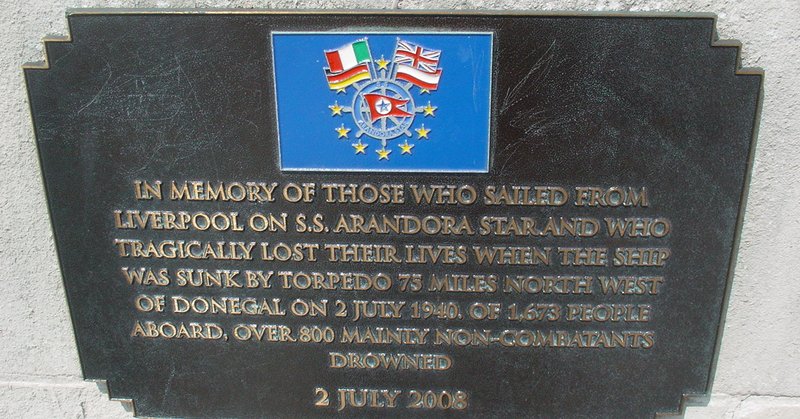 ARANDORA STAR
IN MEMORY OF THOSE WHO SAILED FROM
LIVERPOOL ON S.S. ARANDORA STAR AND WHO
TRAGICALLY LOST THEIR LIVES WHEN THE SHIP
WAS SUNK BY TORPEDO 75 MILES NORTH WEST
OF DONEGAL ON 2 JULY 1940. OF 1,673 PEOPLE
ABOARD, OVER 800 MAINLY NON-COMBATANTS
DROWNED
2 JULY 2008